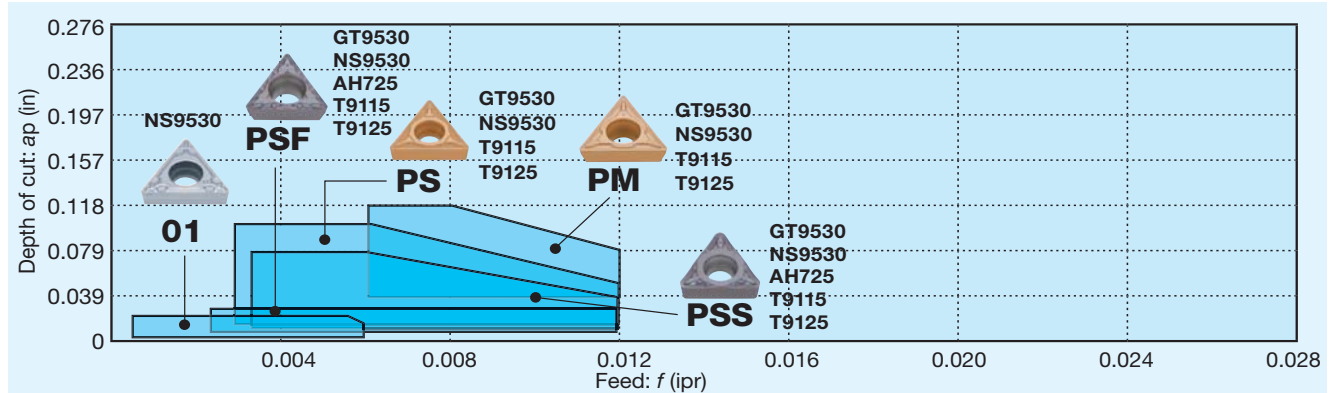 0.276
0.236
0.197
0.157
0.118
0.079
0.039
0
Depth of cut: ap (in)
NS9530
01
GT9530
NS9530
AH725
T9115
T9125
PSF
GT9530
NS9530
T9115
T9125
PS
GT9530
NS9530
T9115
T9125
PM
GT9530
NS9530
AH725
T9115
T9125
PSS
0.004
0.008
0.012
0.016
0.020
0.024
0.028
Feed: f (ipr)